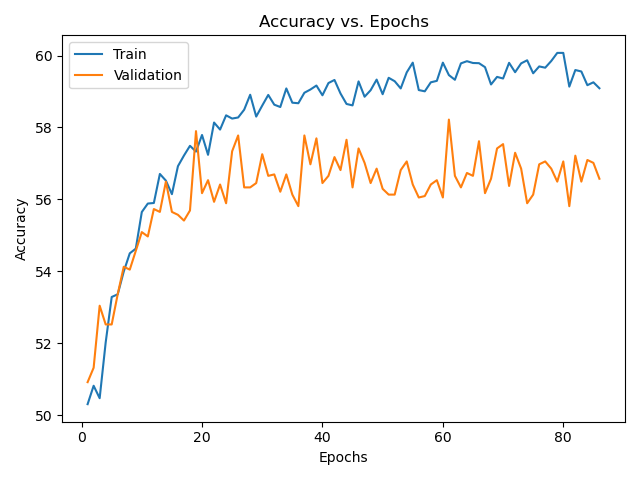 Accuracy vs. Epochs
Train
Validation
60
58
56
54
52
50
Accuracy
0 20 40 60 80
Epochs